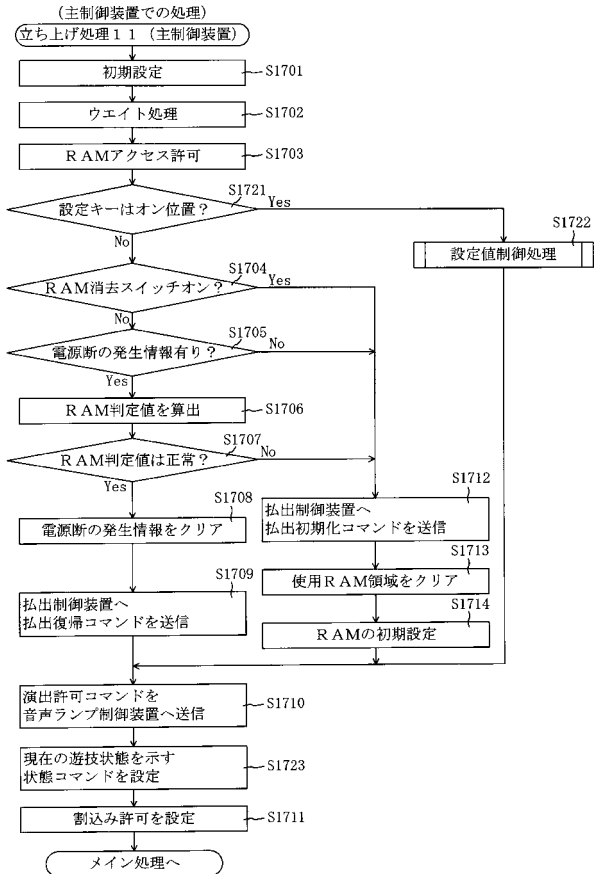 (主制御装置での処理)
立ち上げ処理11(主制御装置)
初期設定
S1701
ウエイト処理
S1702
RAMアクセス許可
S1703
設定キーはオン位置?
S1721
Yes
No
設定値制御処理
S1722
RAM消去スイッチオン?
S1704
Yes
No
電源断の発生情報有り?
S1705
No
Yes
RAM判定値を算出
S1706
RAM判定値は正常?
S1707
No
Yes
電源断の発生情報をクリア
S1708
払出制御装置へ
払出初期化コマンドを送信
S1712
使用RAM領域をクリア
S1713
払出制御装置へ
払出復帰コマンドを送信
S1709
RAMの初期設定
S1714
演出許可コマンドを
音声ランプ制御装置へ送信
S1710
現在の遊技状態を示す
状態コマンドを設定
S1723
割込み許可を設定
S1711
メイン処理へ